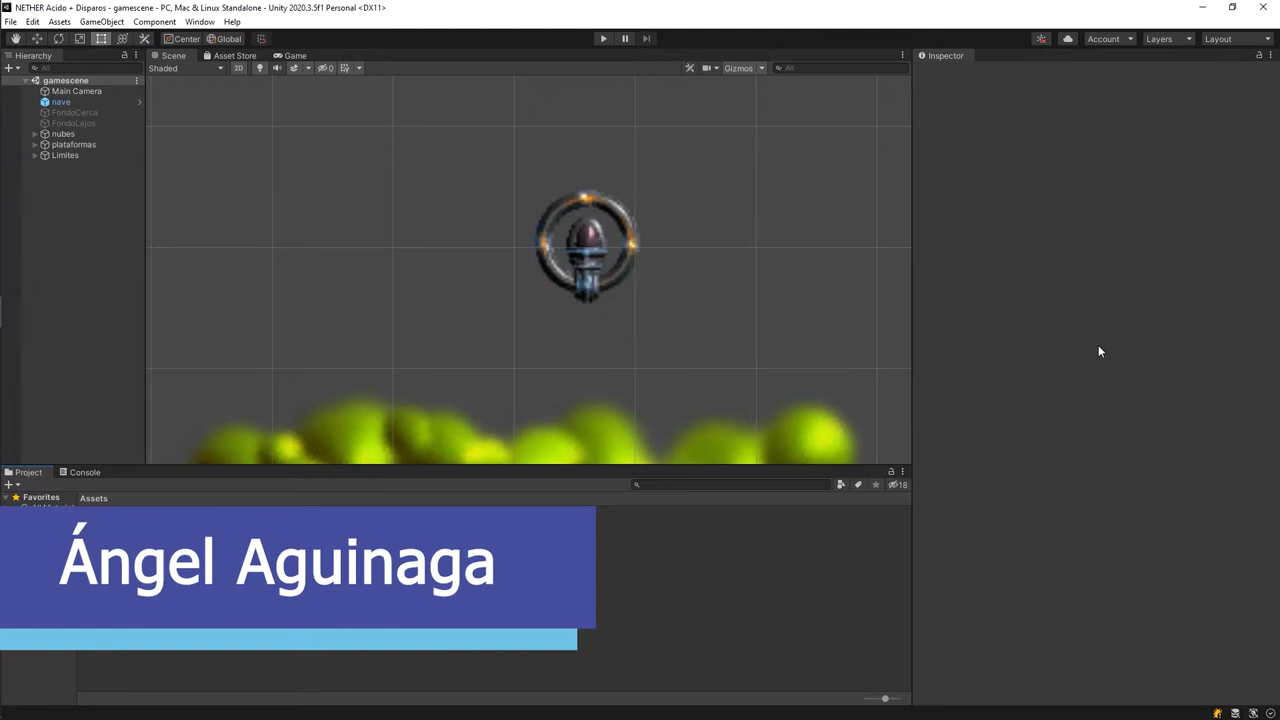 NETHER Acido + Disparos - gamescene - PC, Mac & Linux Standalone - Unity 2020.3.5f1 Personal <DX11>
File Edit Assets GameObject Component Window Help
Center Global Account Layers Layout
Hierarchy Scene Asset Store Game Inspector
All Shaded 2D 0 Gizmos All
gamescene
Main Camera
nave
FondoCerca
FondoLejos
nubes
plataformas
Limites
Project Console
18
Favorites Assets
Ángel Aguinaga